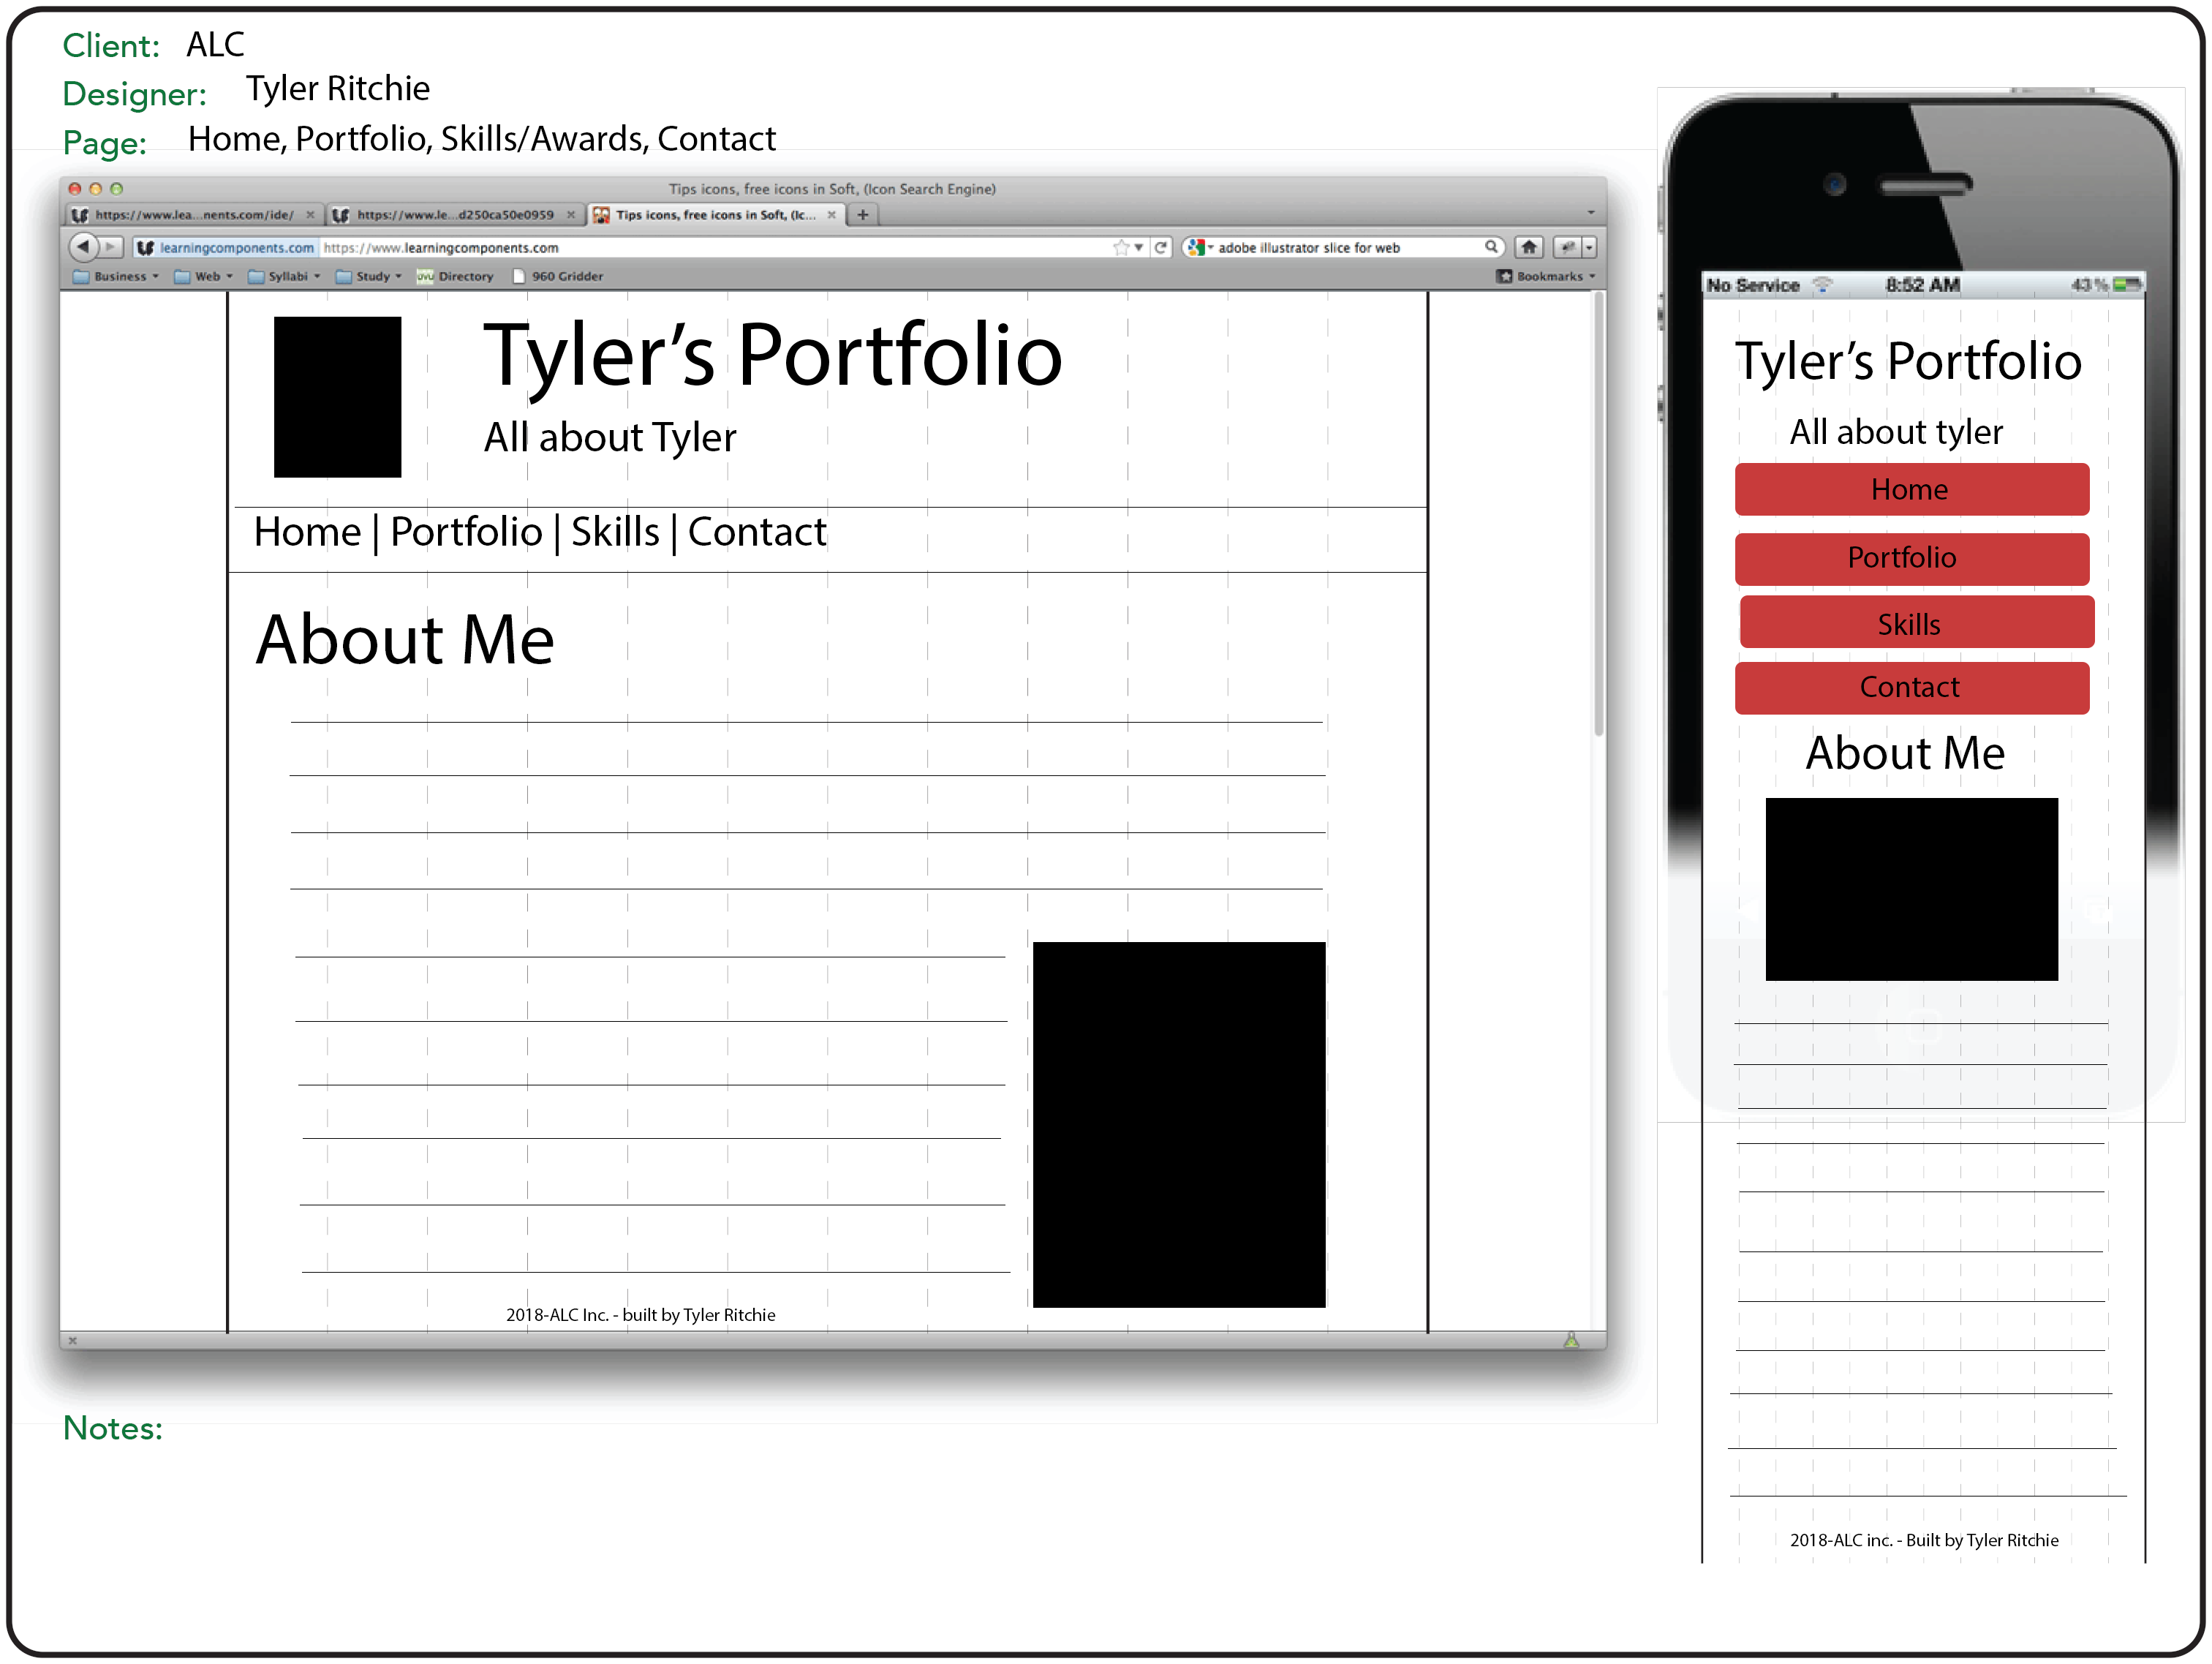 Client: ALC
Designer: Tyler Ritchie
Page: Home, Portfolio, Skills/Awards, Contact
Tips icons, free icons in Soft, (Icon Search Engine)
https://www.lea...nents.com/ide/
https://www.le...d250ca50e0959
Tips icons, free icons in Soft, (Ic...
learningcomponents.com https://www.learningcomponents.com
adobe illustrator slice for web
Business Web Syllabi Study UVU Directory 960 Gridder Bookmarks
Tyler's Portfolio
All about Tyler
Home | Portfolio | Skills | Contact
About Me
2018-ALC Inc. - built by Tyler Ritchie
No Service 8:52 AM 43%
Tyler's Portfolio
All about tyler
Home
Portfolio
Skills
Contact
About Me
2018-ALC inc. - Built by Tyler Ritchie
Notes: